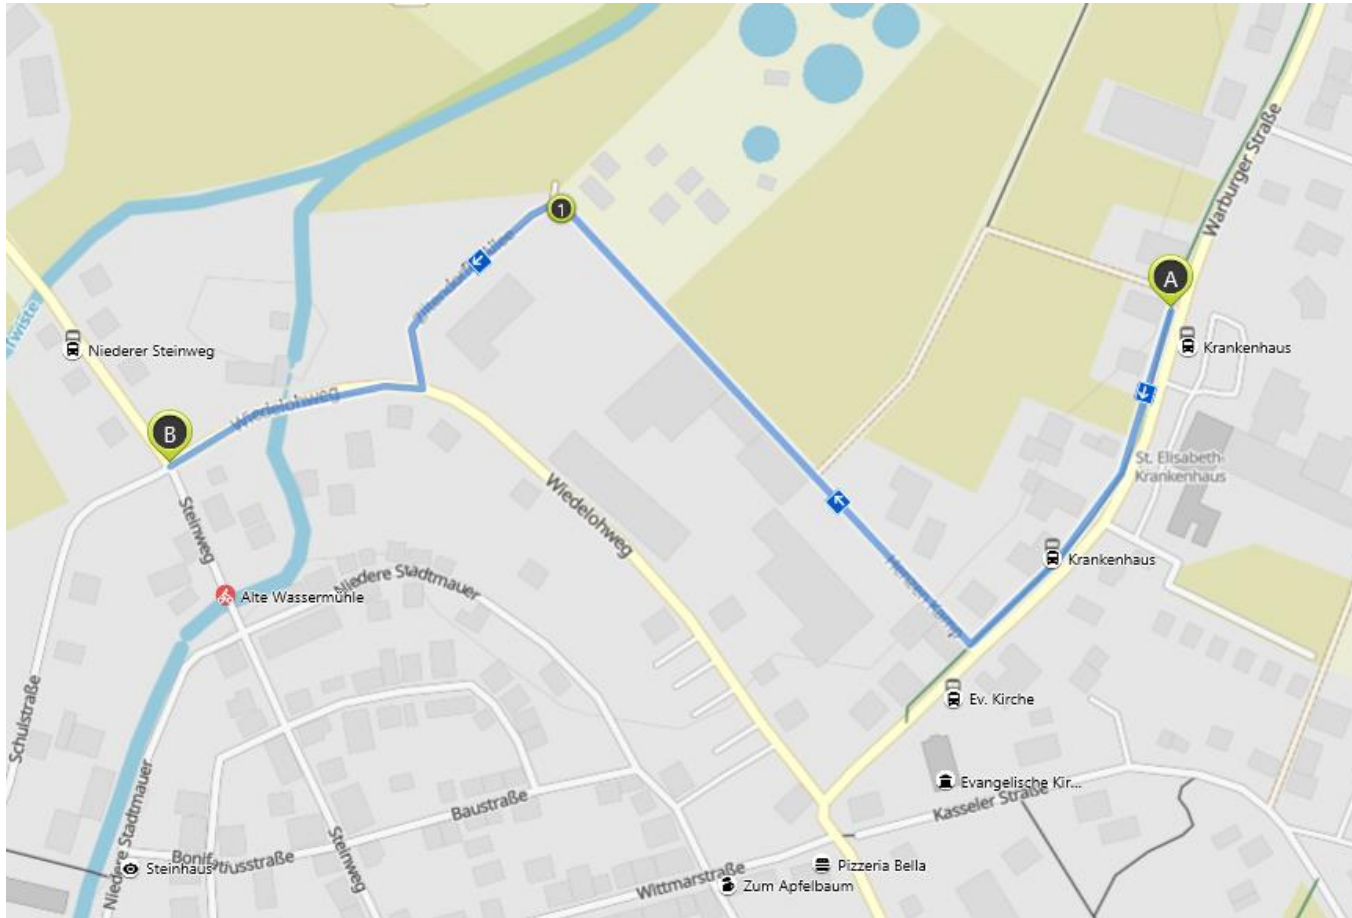 Warburger Straße
1
A
Twiste
Niederer Steinweg
Krankenhaus
Wiedelohweg
B
St. Elisabeth-
Krankenhaus
Steinweg
Wiedelohweg
Krankenhaus
Niedere Stadtmauer
Alte Wassermühle
Schulstraße
Ev. Kirche
Evangelische Kir...
Kasseler Straße
Baustraße
Niedere Stadtmauer
Bonifatiusstraße
Steinhaus
Steinweg
Wittmarstraße
Pizzeria Bella
Zum Apfelbaum